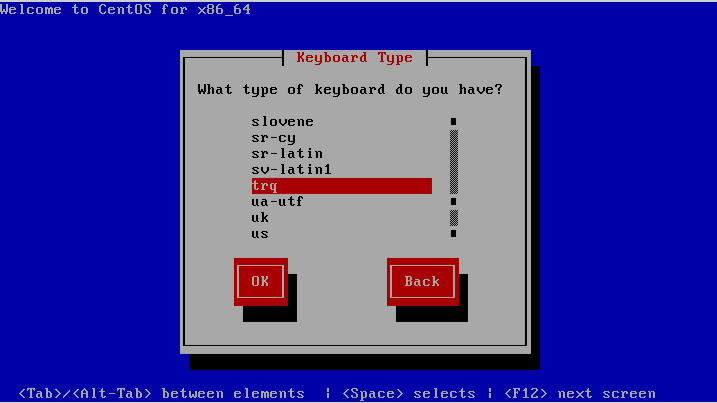 Welcome to CentOS for x86_64
Keyboard Type
What type of keyboard do you have?
slovene
sr-cy
sr-latin
sv-latin1
trq
ua-utf
uk
us
OK
Back
<Tab>/<Alt-Tab> between elements | <Space> selects | <F12> next screen